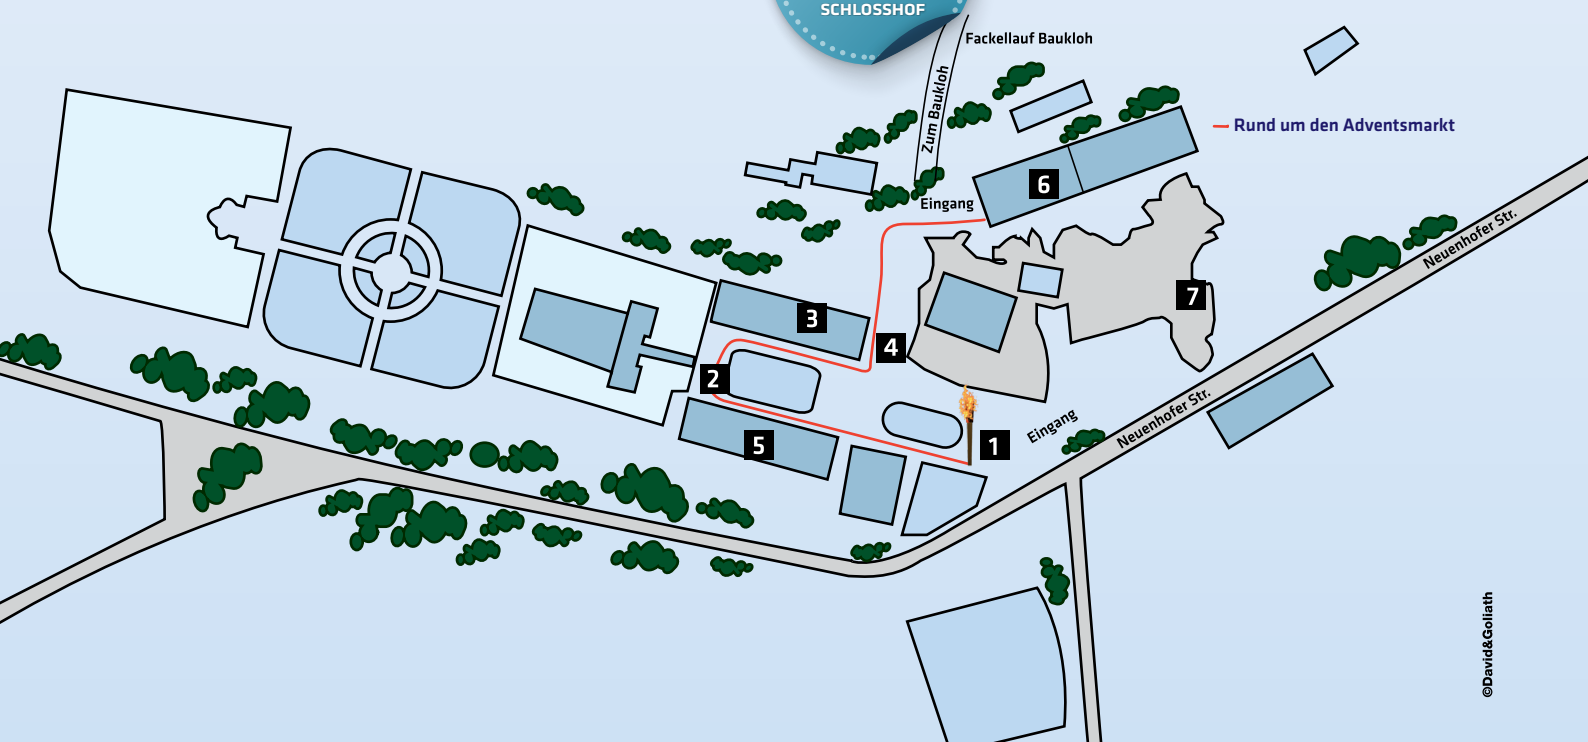 SCHLOSSHOF
Fackellauf Baukloh
Zum Baukloh
Rund um den Adventsmarkt
6
Eingang
Neuenhofer Str.
7
3
4
2
Neuenhofer Str.
Eingang
5
1
©David&Goliath